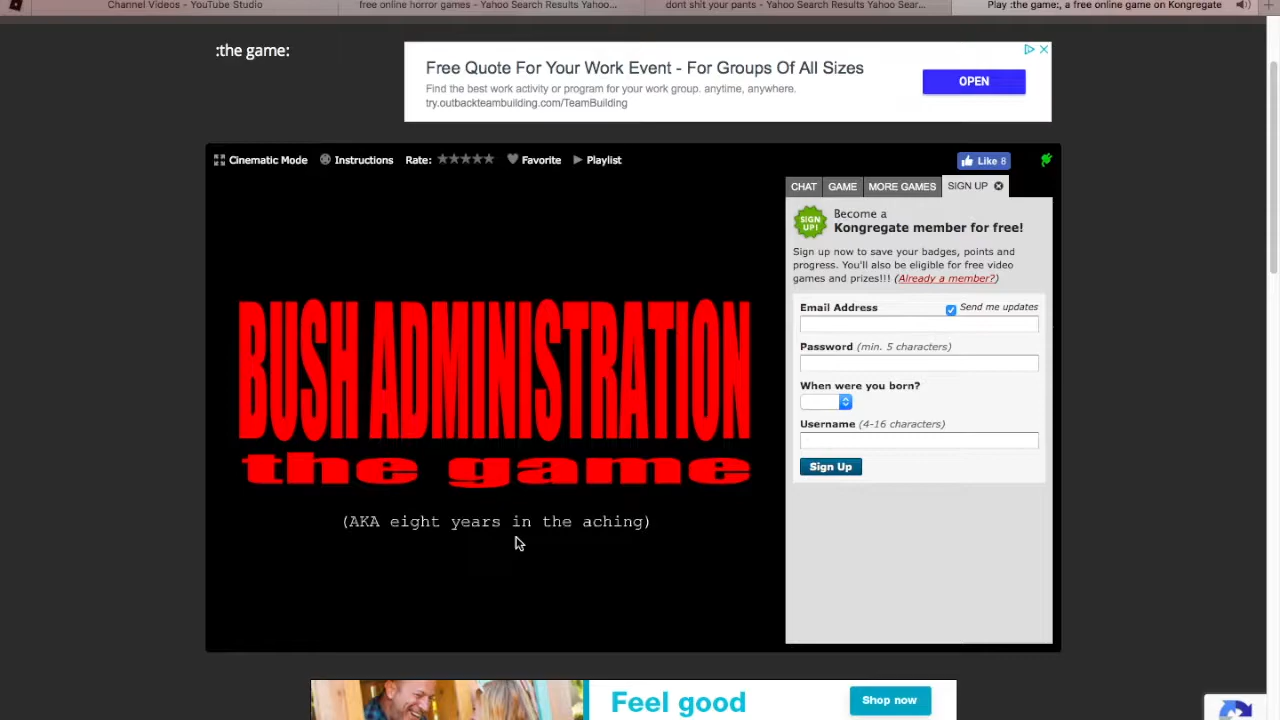 Channel Videos - YouTube Studio
free online horror games - Yahoo Search Results Yahoo...
dont shit your pants - Yahoo Search Results Yahoo Sear...
Play :the game:, a free online game on Kongregate
:the game:
Free Quote For Your Work Event - For Groups Of All Sizes
Find the best work activity or program for your work group. anytime, anywhere.
try.outbackteambuilding.com/TeamBuilding
OPEN
Cinematic Mode Instructions Rate: Favorite Playlist
Like 8
CHAT GAME MORE GAMES SIGN UP
SIGN UP!
Become a
Kongregate member for free!
Sign up now to save your badges, points and
progress. You'll also be eligible for free video
games and prizes!!! (Already a member?)
Email Address Send me updates
Password (min. 5 characters)
When were you born?
Username (4-16 characters)
Sign Up
BUSH ADMINISTRATION
the game
(AKA eight years in the aching)
Feel good
Shop now